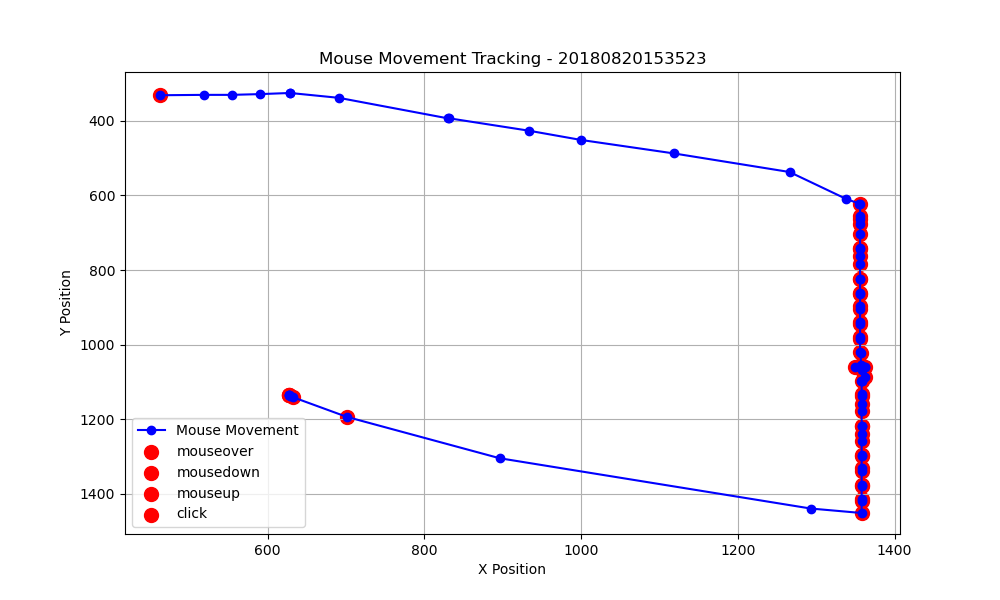 Mouse Movement Tracking - 20180820153523
400
600
800
1000
1200
1400
Y Position
Mouse Movement
mouseover
mousedown
mouseup
click
600 800 1000 1200 1400
X Position